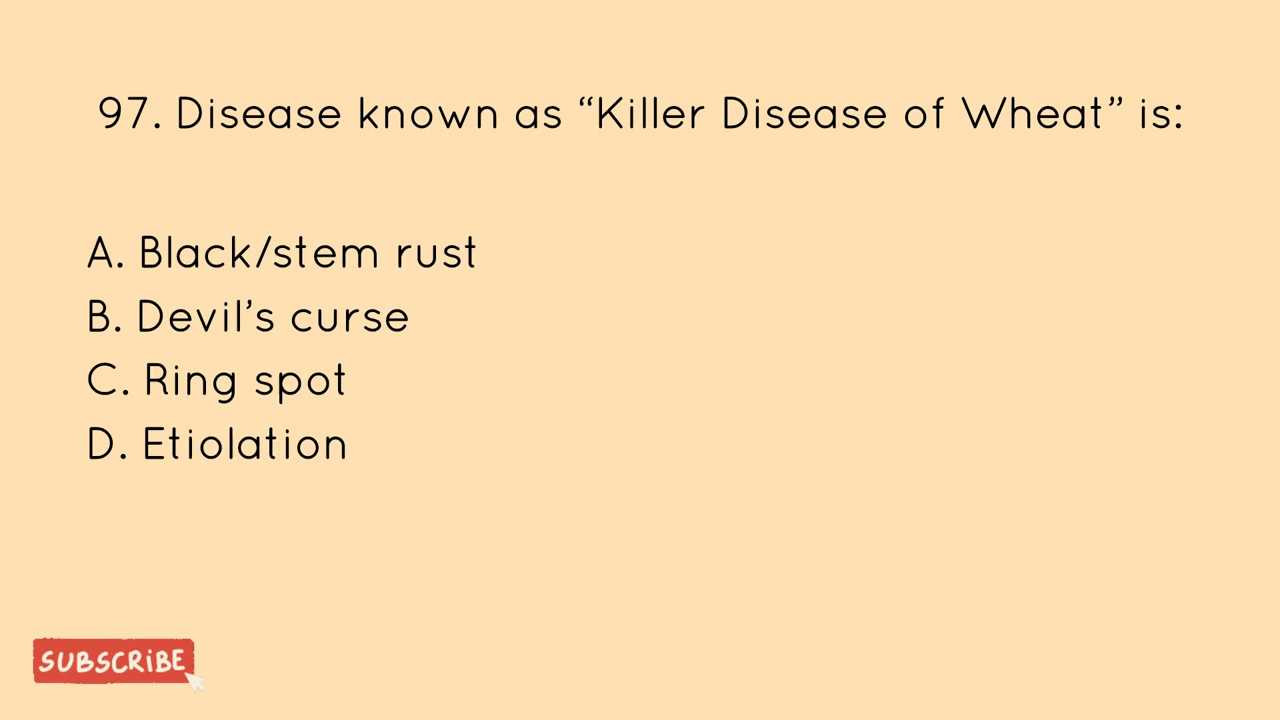 97. Disease known as “Killer Disease of Wheat” is:
A. Black/stem rust
B. Devil’s curse
C. Ring spot
D. Etiolation
SUBSCRIBE